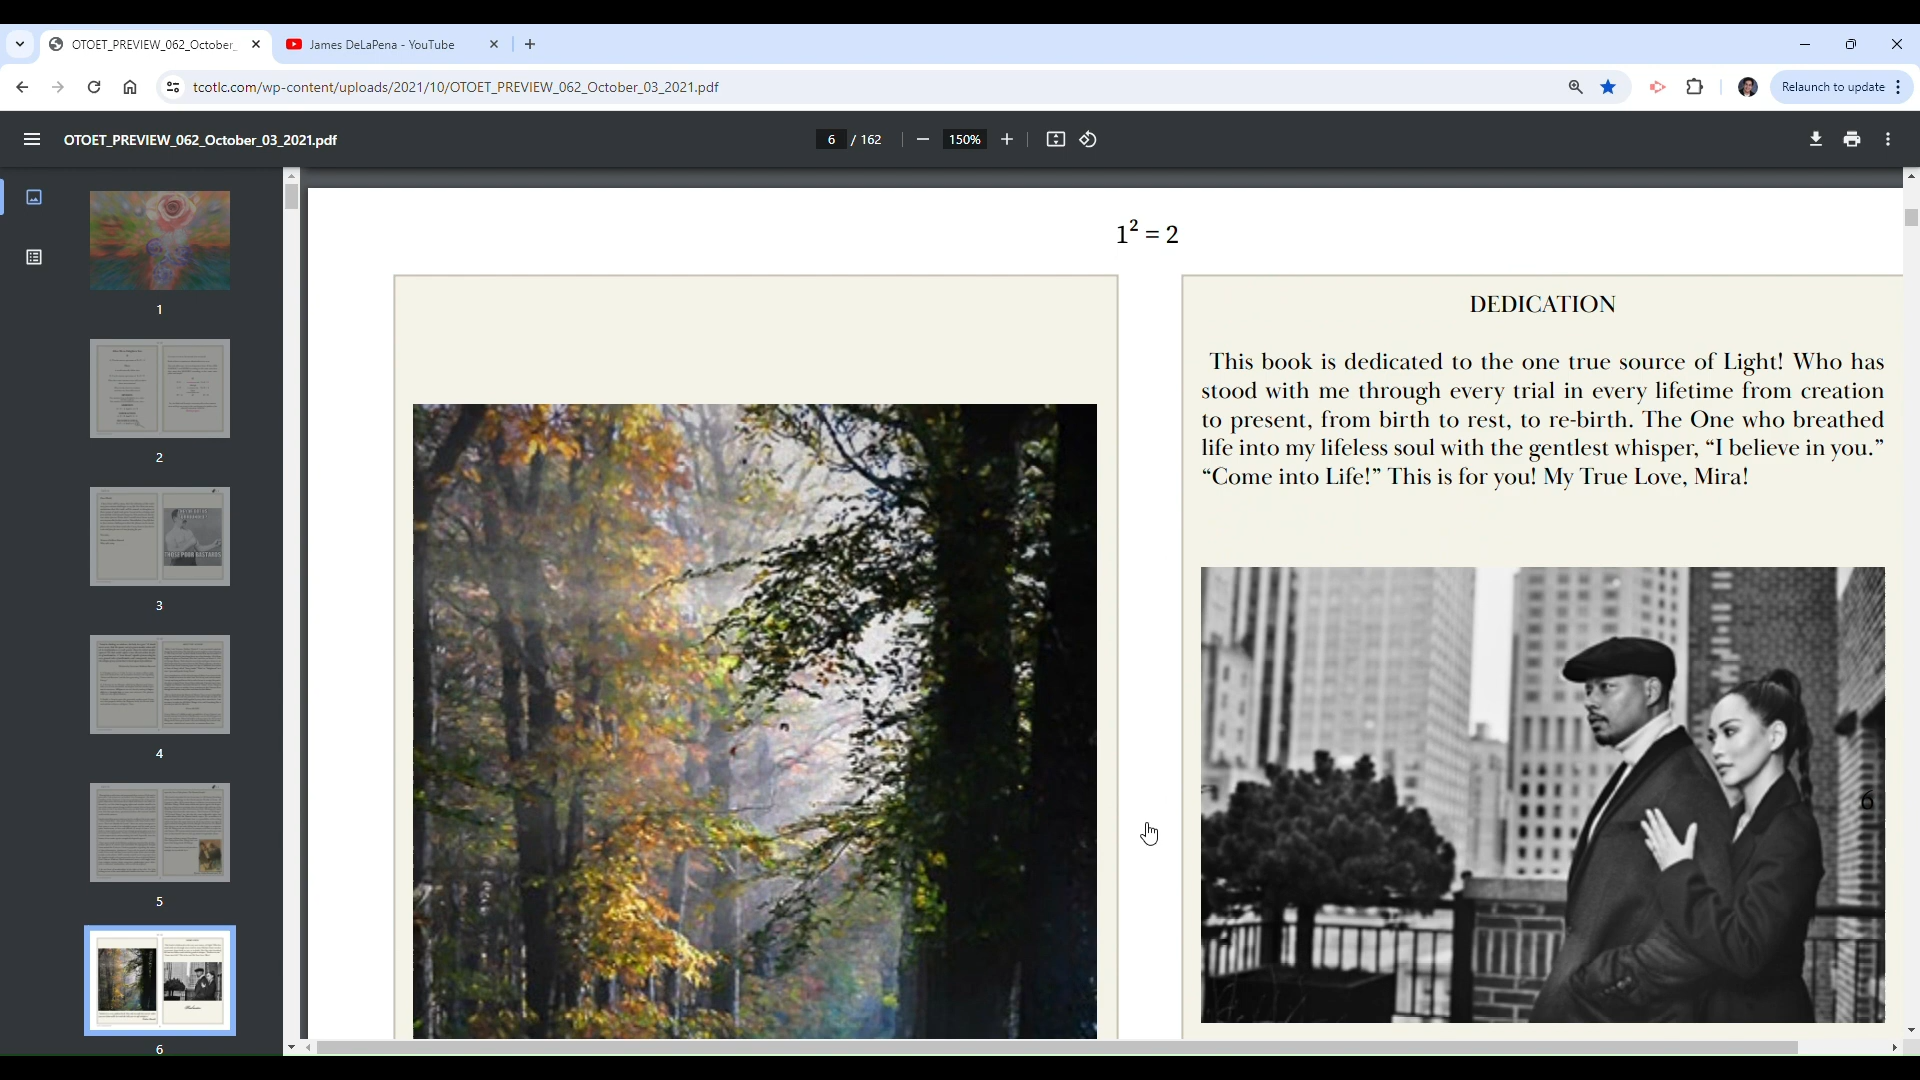 OTOET_PREVIEW_062_October_
James DeLaPena - YouTube
tcotlc.com/wp-content/uploads/2021/10/OTOET_PREVIEW_062_October_03_2021.pdf
Relaunch to update
OTOET_PREVIEW_062_October_03_2021.pdf
6 / 162
150%
1
2
3
4
5
6
1² = 2
DEDICATION
This book is dedicated to the one true source of Light! Who has
stood with me through every trial in every lifetime from creation
to present, from birth to rest, to re-birth. The One who breathed
life into my lifeless soul with the gentlest whisper, “I believe in you.”
“Come into Life!” This is for you! My True Love, Mira!
6